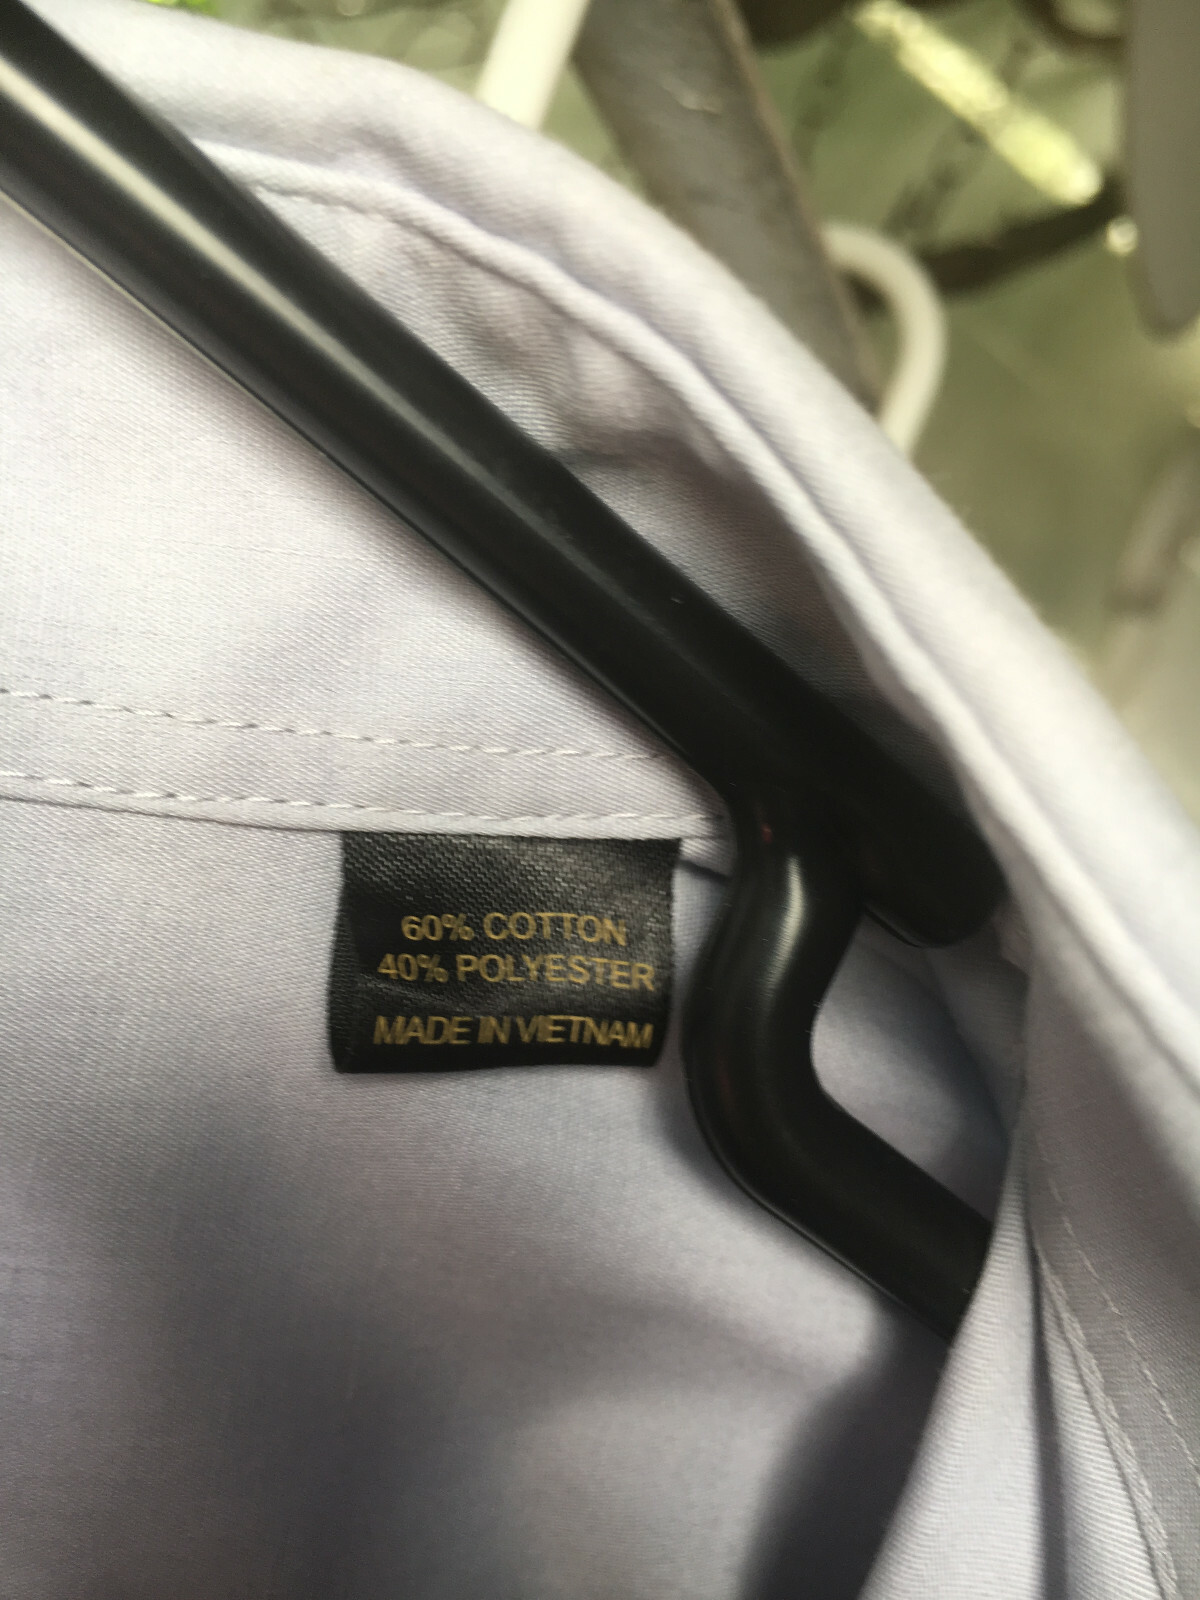 60% COTTON
40% POLYESTER
MADE IN VIETNAM